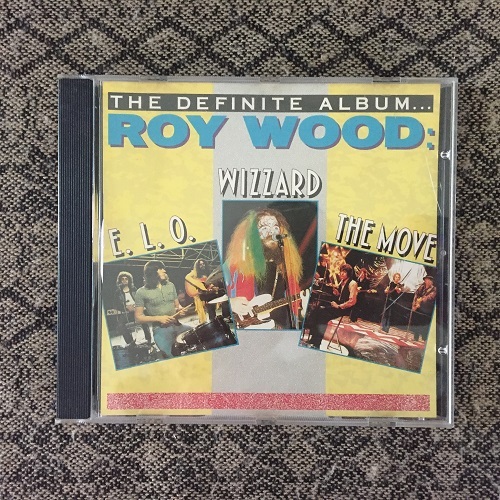 THE DEFINITE ALBUM...
ROY WOOD:
WIZZARD
E. L. O.
THE MOVE